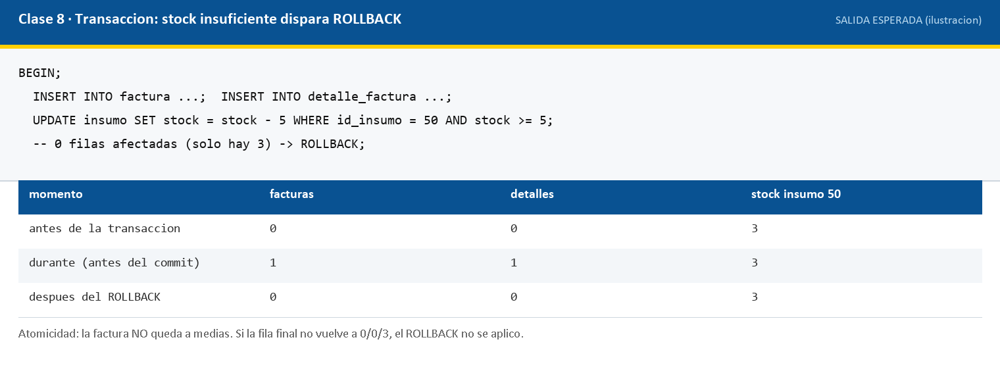 Clase 8 · Transaccion: stock insuficiente dispara ROLLBACK
SALIDA ESPERADA (ilustracion)
BEGIN;
INSERT INTO factura ...;  INSERT INTO detalle_factura ...;
UPDATE insumo SET stock = stock - 5 WHERE id_insumo = 50 AND stock >= 5;
-- 0 filas afectadas (solo hay 3) -> ROLLBACK;
momento facturas detalles stock insumo 50
antes de la transaccion 0 0 3
durante (antes del commit) 1 1 3
despues del ROLLBACK 0 0 3
Atomicidad: la factura NO queda a medias. Si la fila final no vuelve a 0/0/3, el ROLLBACK no se aplico.